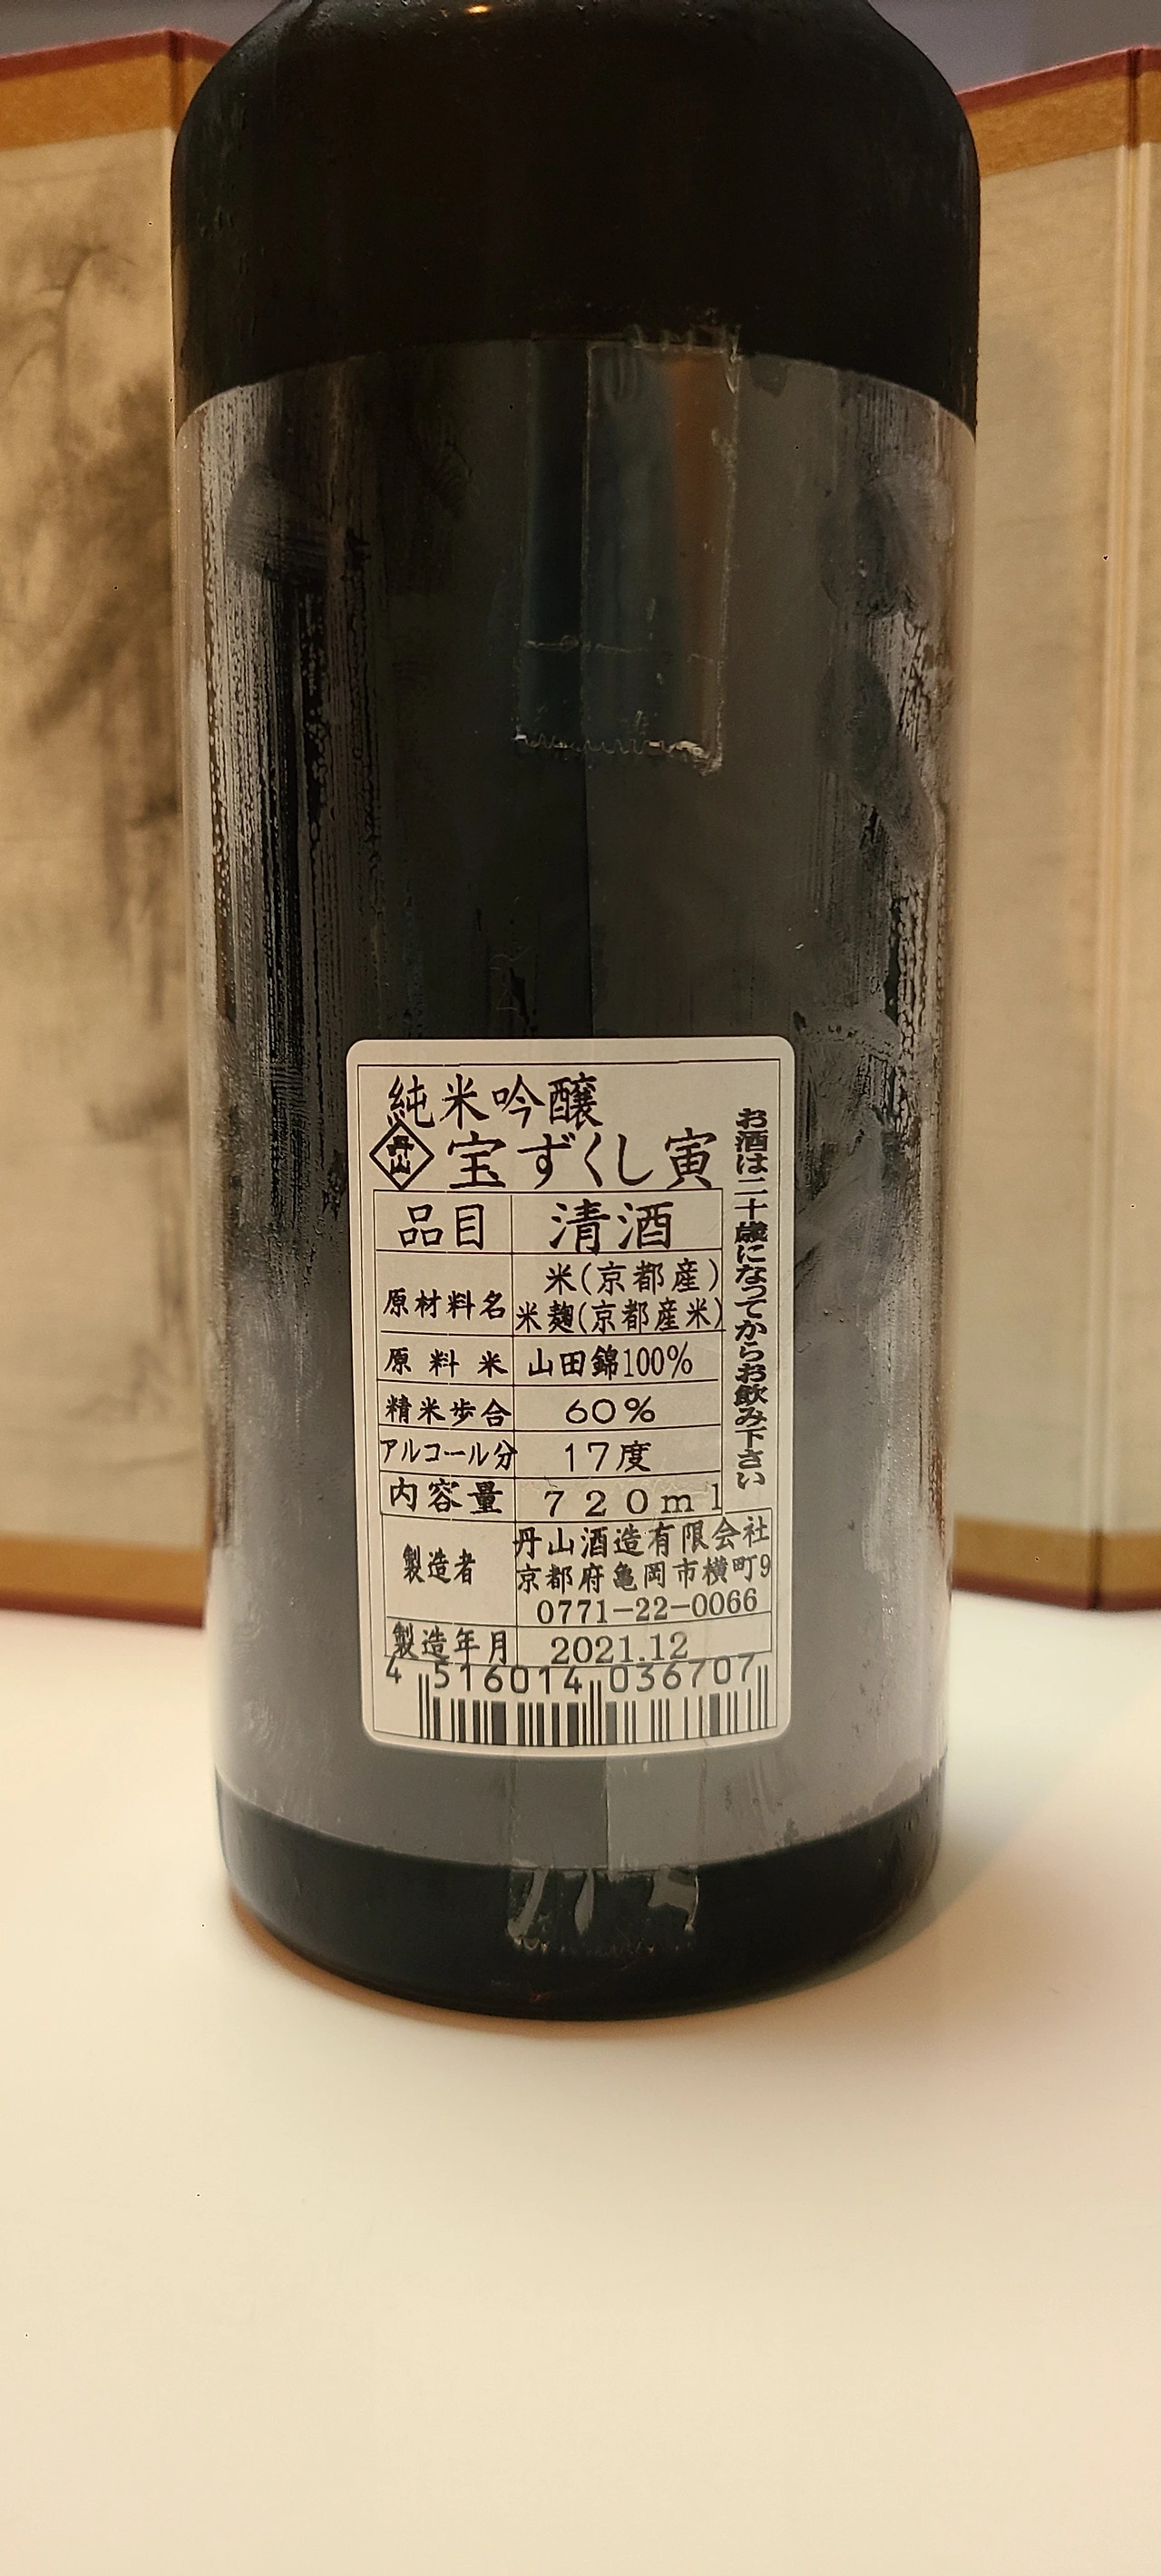 純米吟醸
丹山 宝ずくし寅
品目 清酒
原材料名 米(京都産)
米麹(京都産米)
原料米 山田錦100%
精米歩合 60%
アルコール分 17度
内容量 720ml
製造者 丹山酒造有限会社
京都府亀岡市横町9
0771-22-0066
製造年月 2021.12
4 516014 036707
お酒は二十歳になってからお飲み下さい